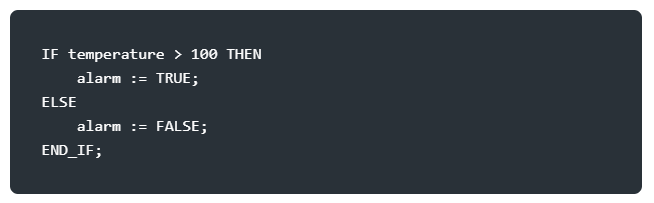 IF temperature > 100 THEN
    alarm := TRUE;
ELSE
    alarm := FALSE;
END_IF;